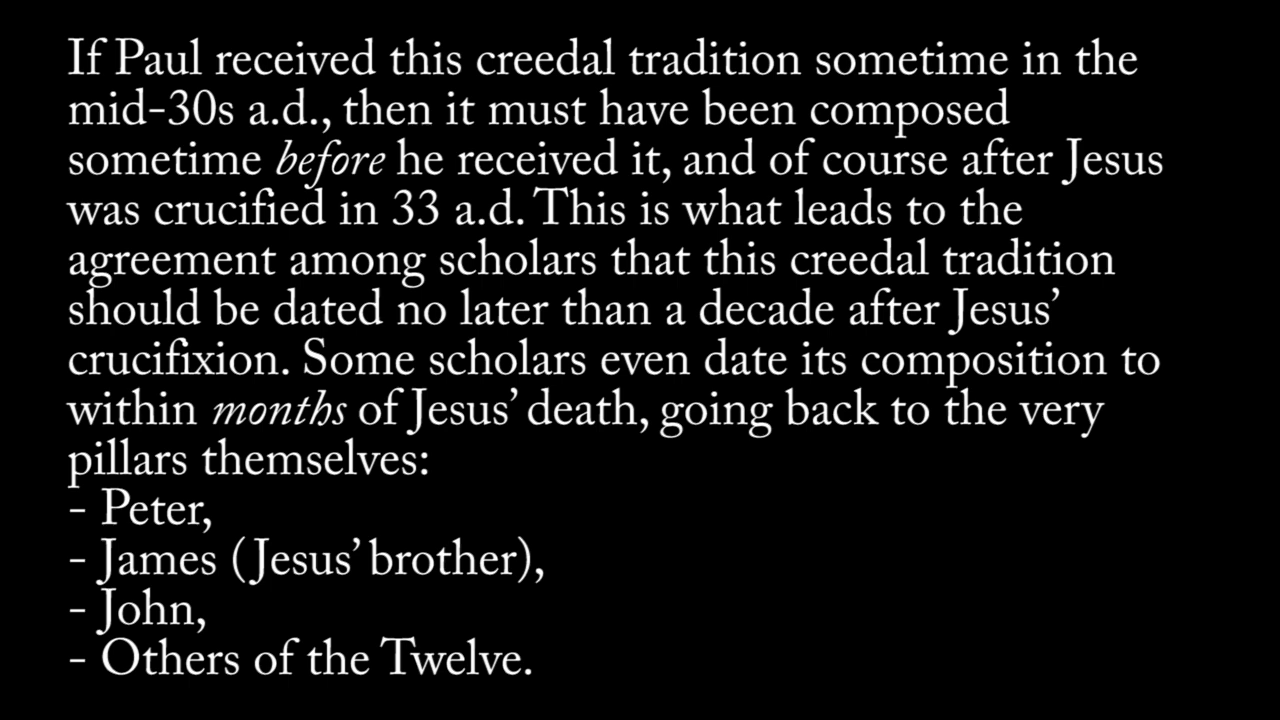 If Paul received this creedal tradition sometime in the
mid-30s a.d., then it must have been composed
sometime before he received it, and of course after Jesus
was crucified in 33 a.d. This is what leads to the
agreement among scholars that this creedal tradition
should be dated no later than a decade after Jesus’
crucifixion. Some scholars even date its composition to
within months of Jesus’ death, going back to the very
pillars themselves:
- Peter,
- James (Jesus’ brother),
- John,
- Others of the Twelve.